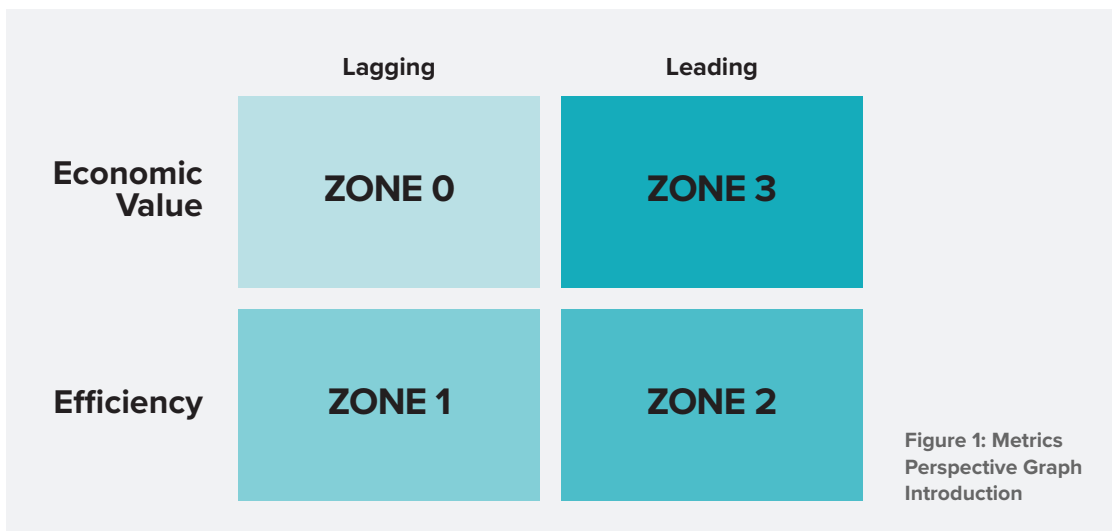 Lagging
Leading
Economic
Value
ZONE 0
ZONE 3
Efficiency
ZONE 1
ZONE 2
Figure 1: Metrics
Perspective Graph
Introduction